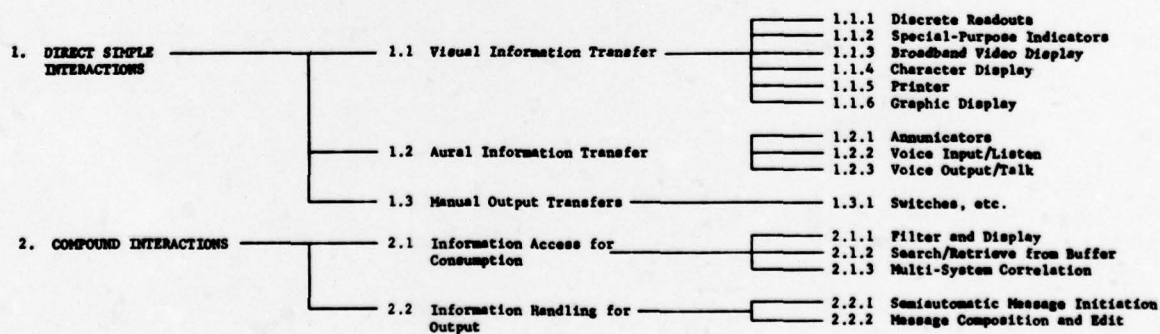 1.1.1 Discrete Readouts
1.1.2 Special-Purpose Indicators
1. DIRECT SIMPLE INTERACTIONS
1.1 Visual Information Transfer
1.1.3 Broadband Video Display
1.1.4 Character Display
1.1.5 Printer
1.1.6 Graphic Display
1.2 Aural Information Transfer
1.2.1 Annunicators
1.2.2 Voice Input/Listen
1.2.3 Voice Output/Talk
1.3 Manual Output Transfers
1.3.1 Switches, etc.
2. COMPOUND INTERACTIONS
2.1 Information Access for
Consumption
2.1.1 Filter and Display
2.1.2 Search/Retrieve from Buffer
2.1.3 Multi-System Correlation
2.2 Information Handling for
Output
2.2.1 Semiautomatic Message Initiation
2.2.2 Message Composition and Edit